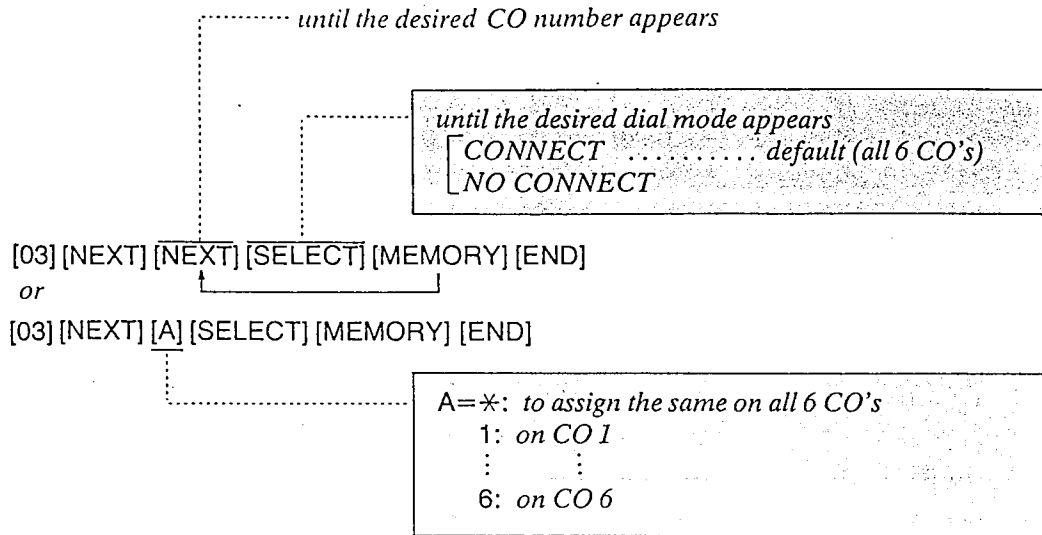 until the desired CO number appears
until the desired dial mode appears
CONNECT .......... default (all 6 CO's)
NO CONNECT
[03] [NEXT] [NEXT] [SELECT] [MEMORY] [END]
or
[03] [NEXT] [A] [SELECT] [MEMORY] [END]
A=*: to assign the same on all 6 CO's
1: on CO 1
⋮ ⋮
6: on CO 6